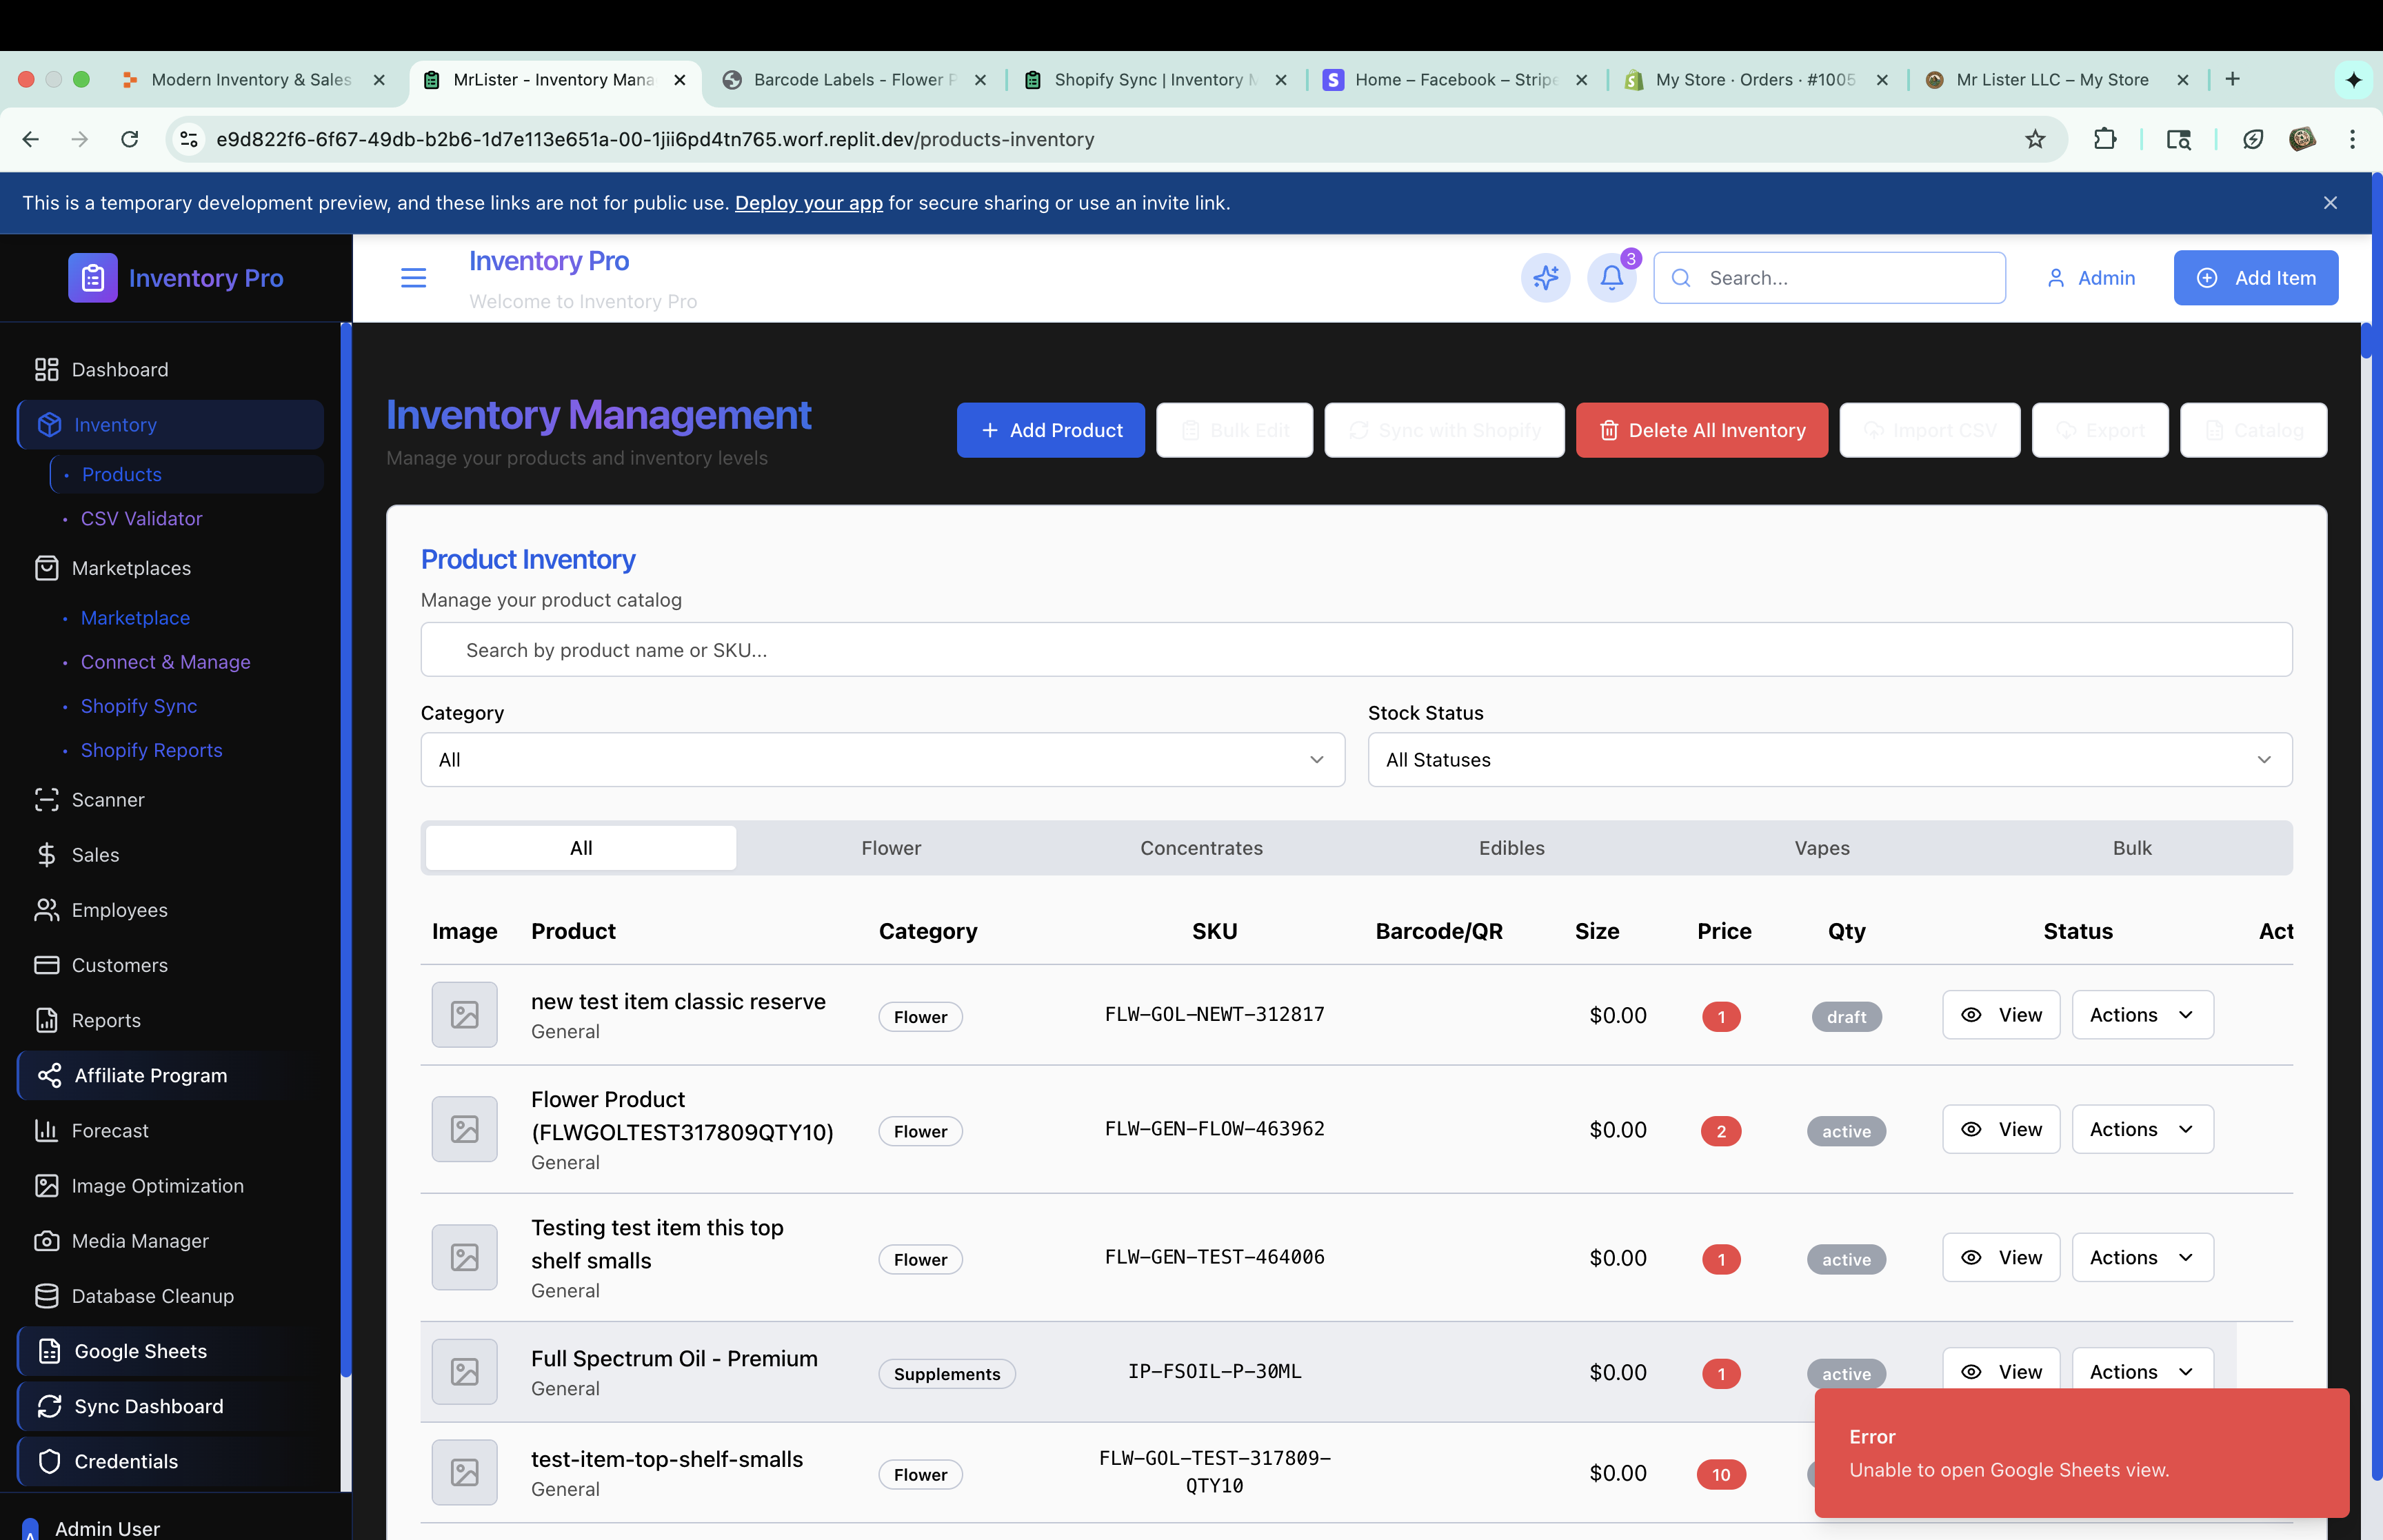 Modern Inventory & Sales
MrLister - Inventory Mana
Barcode Labels - Flower P
Shopify Sync | Inventory M
Home – Facebook – Stripe
My Store · Orders · #1005
Mr Lister LLC – My Store
e9d822f6-6f67-49db-b2b6-1d7e113e651a-00-1jii6pd4tn765.worf.replit.dev/products-inventory
This is a temporary development preview, and these links are not for public use. Deploy your app for secure sharing or use an invite link.
Inventory Pro
Inventory Pro
Welcome to Inventory Pro
3
Search...
Admin
Add Item
Dashboard
Inventory
Products
CSV Validator
Marketplaces
Marketplace
Connect & Manage
Shopify Sync
Shopify Reports
Scanner
Sales
Employees
Customers
Reports
Affiliate Program
Forecast
Image Optimization
Media Manager
Database Cleanup
Google Sheets
Sync Dashboard
Credentials
A
Admin User
Inventory Management
Manage your products and inventory levels
Add Product
Bulk Edit
Sync with Shopify
Delete All Inventory
Import CSV
Export
Catalog
Product Inventory
Manage your product catalog
Search by product name or SKU...
Category
Stock Status
All
All Statuses
All Flower Concentrates Edibles Vapes Bulk
Image Product Category SKU Barcode/QR Size Price Qty Status Act
new test item classic reserve
General
Flower
FLW-GOL-NEWT-312817
$0.00
1
draft
View
Actions
Flower Product
(FLWGOLTEST317809QTY10)
General
Flower
FLW-GEN-FLOW-463962
$0.00
2
active
View
Actions
Testing test item this top
shelf smalls
General
Flower
FLW-GEN-TEST-464006
$0.00
1
active
View
Actions
Full Spectrum Oil - Premium
General
Supplements
IP-FSOIL-P-30ML
$0.00
1
active
View
Actions
test-item-top-shelf-smalls
General
Flower
FLW-GOL-TEST-317809-
QTY10
$0.00
10
Error
Unable to open Google Sheets view.